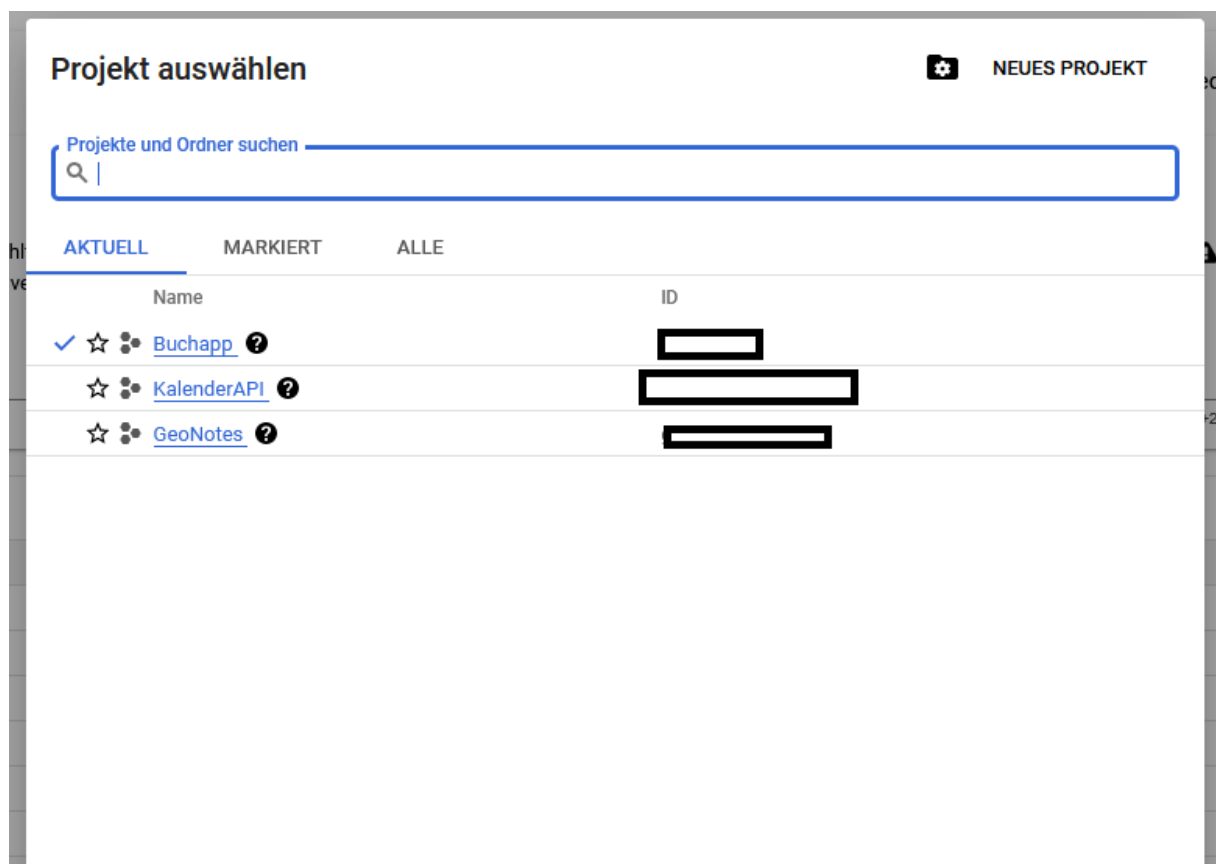 Projekt auswählen
NEUES PROJEKT
Projekte und Ordner suchen
AKTUELL MARKIERT ALLE
Name ID
Buchapp
KalenderAPI
GeoNotes